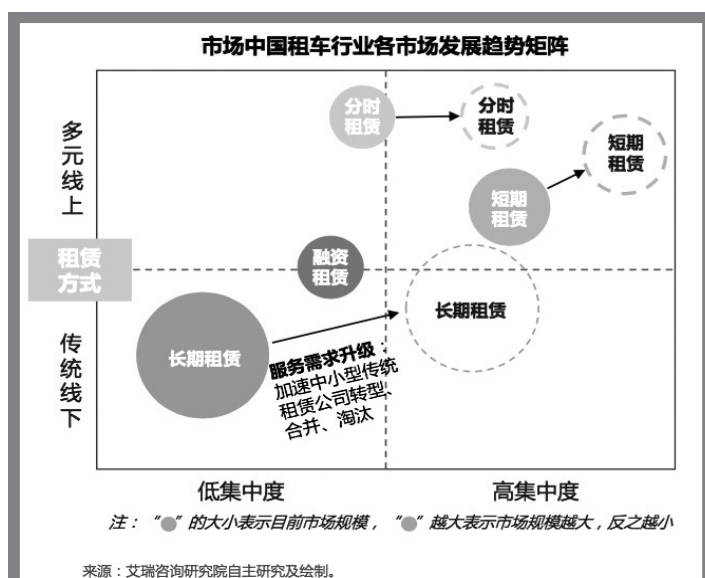 市场中国租车行业各市场发展趋势矩阵
多元线上
分时
租赁
分时
租赁
短期
租赁
短期
租赁
租赁
方式
融资
租赁
长期租赁
长期租赁
服务需求升级：
加速中小型传统
租赁公司转型、
合并、淘汰
传统线下
低集中度
高集中度
注：“●”的大小表示目前市场规模，“●”越大表示市场规模越大，反之越小
来源：艾瑞咨询研究院自主研究及绘制。